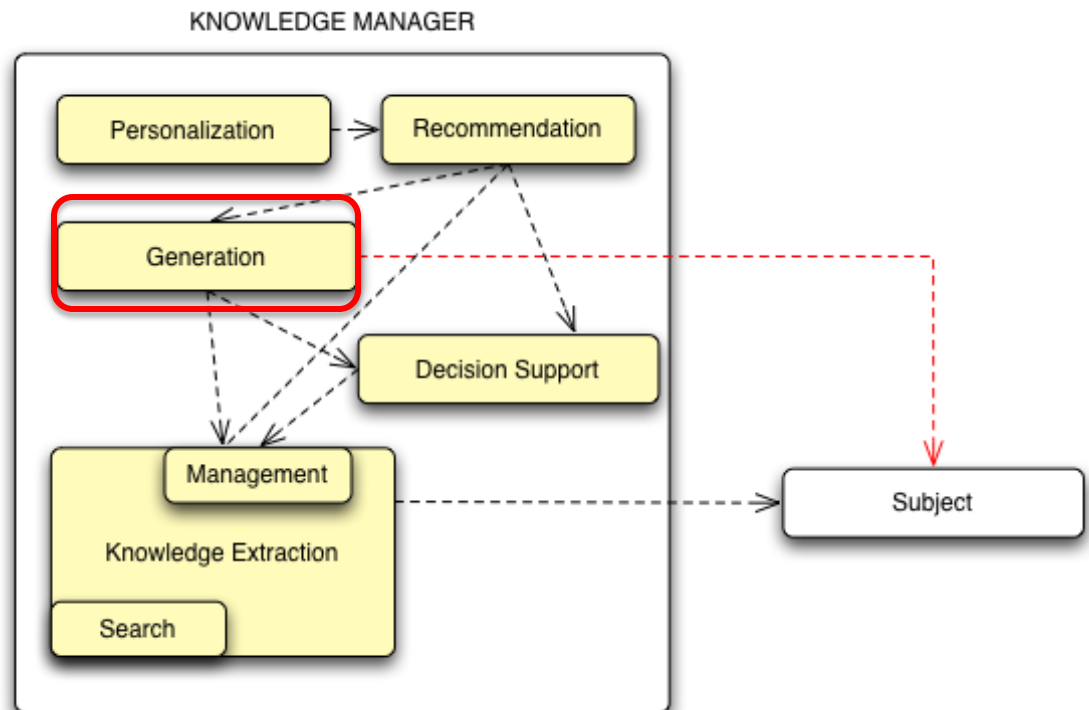 KNOWLEDGE MANAGER
Personalization
Recommendation
Generation
Decision Support
Management
Subject
Knowledge Extraction
Search